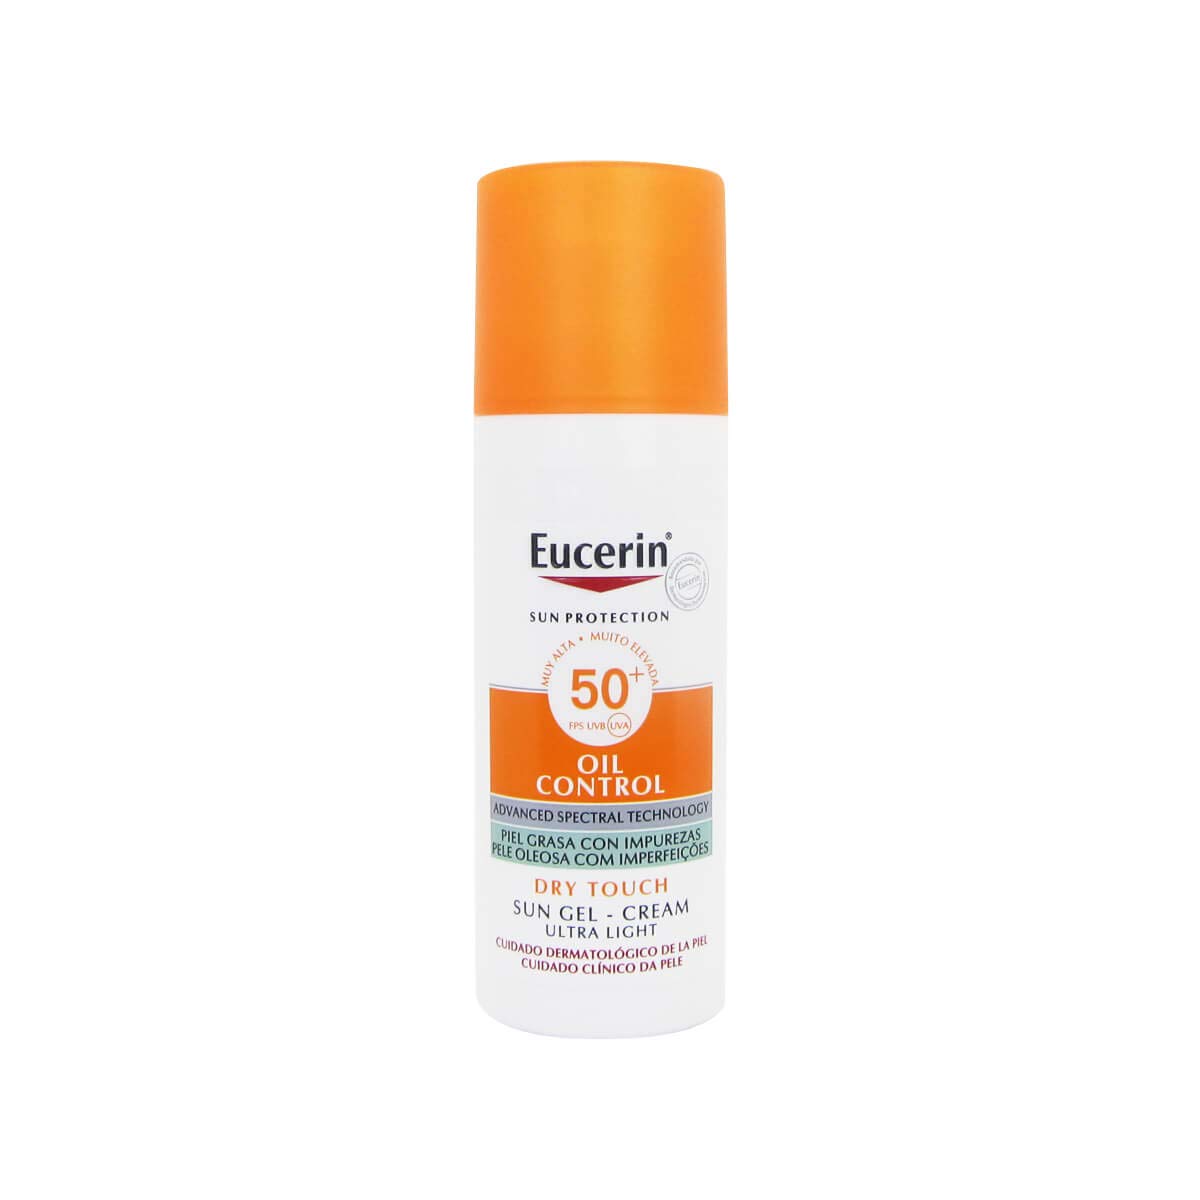 Eucerin®
Eucerin
SUN PROTECTION
MUY ALTA • MUITO ELEVADA
50+
FPS UVB UVA
OIL
CONTROL
ADVANCED SPECTRAL TECHNOLOGY
PIEL GRASA CON IMPUREZAS
PELE OLEOSA COM IMPERFEIÇÕES
DRY TOUCH
SUN GEL - CREAM
ULTRA LIGHT
CUIDADO DERMATOLÓGICO DE LA PIEL
CUIDADO CLÍNICO DA PELE